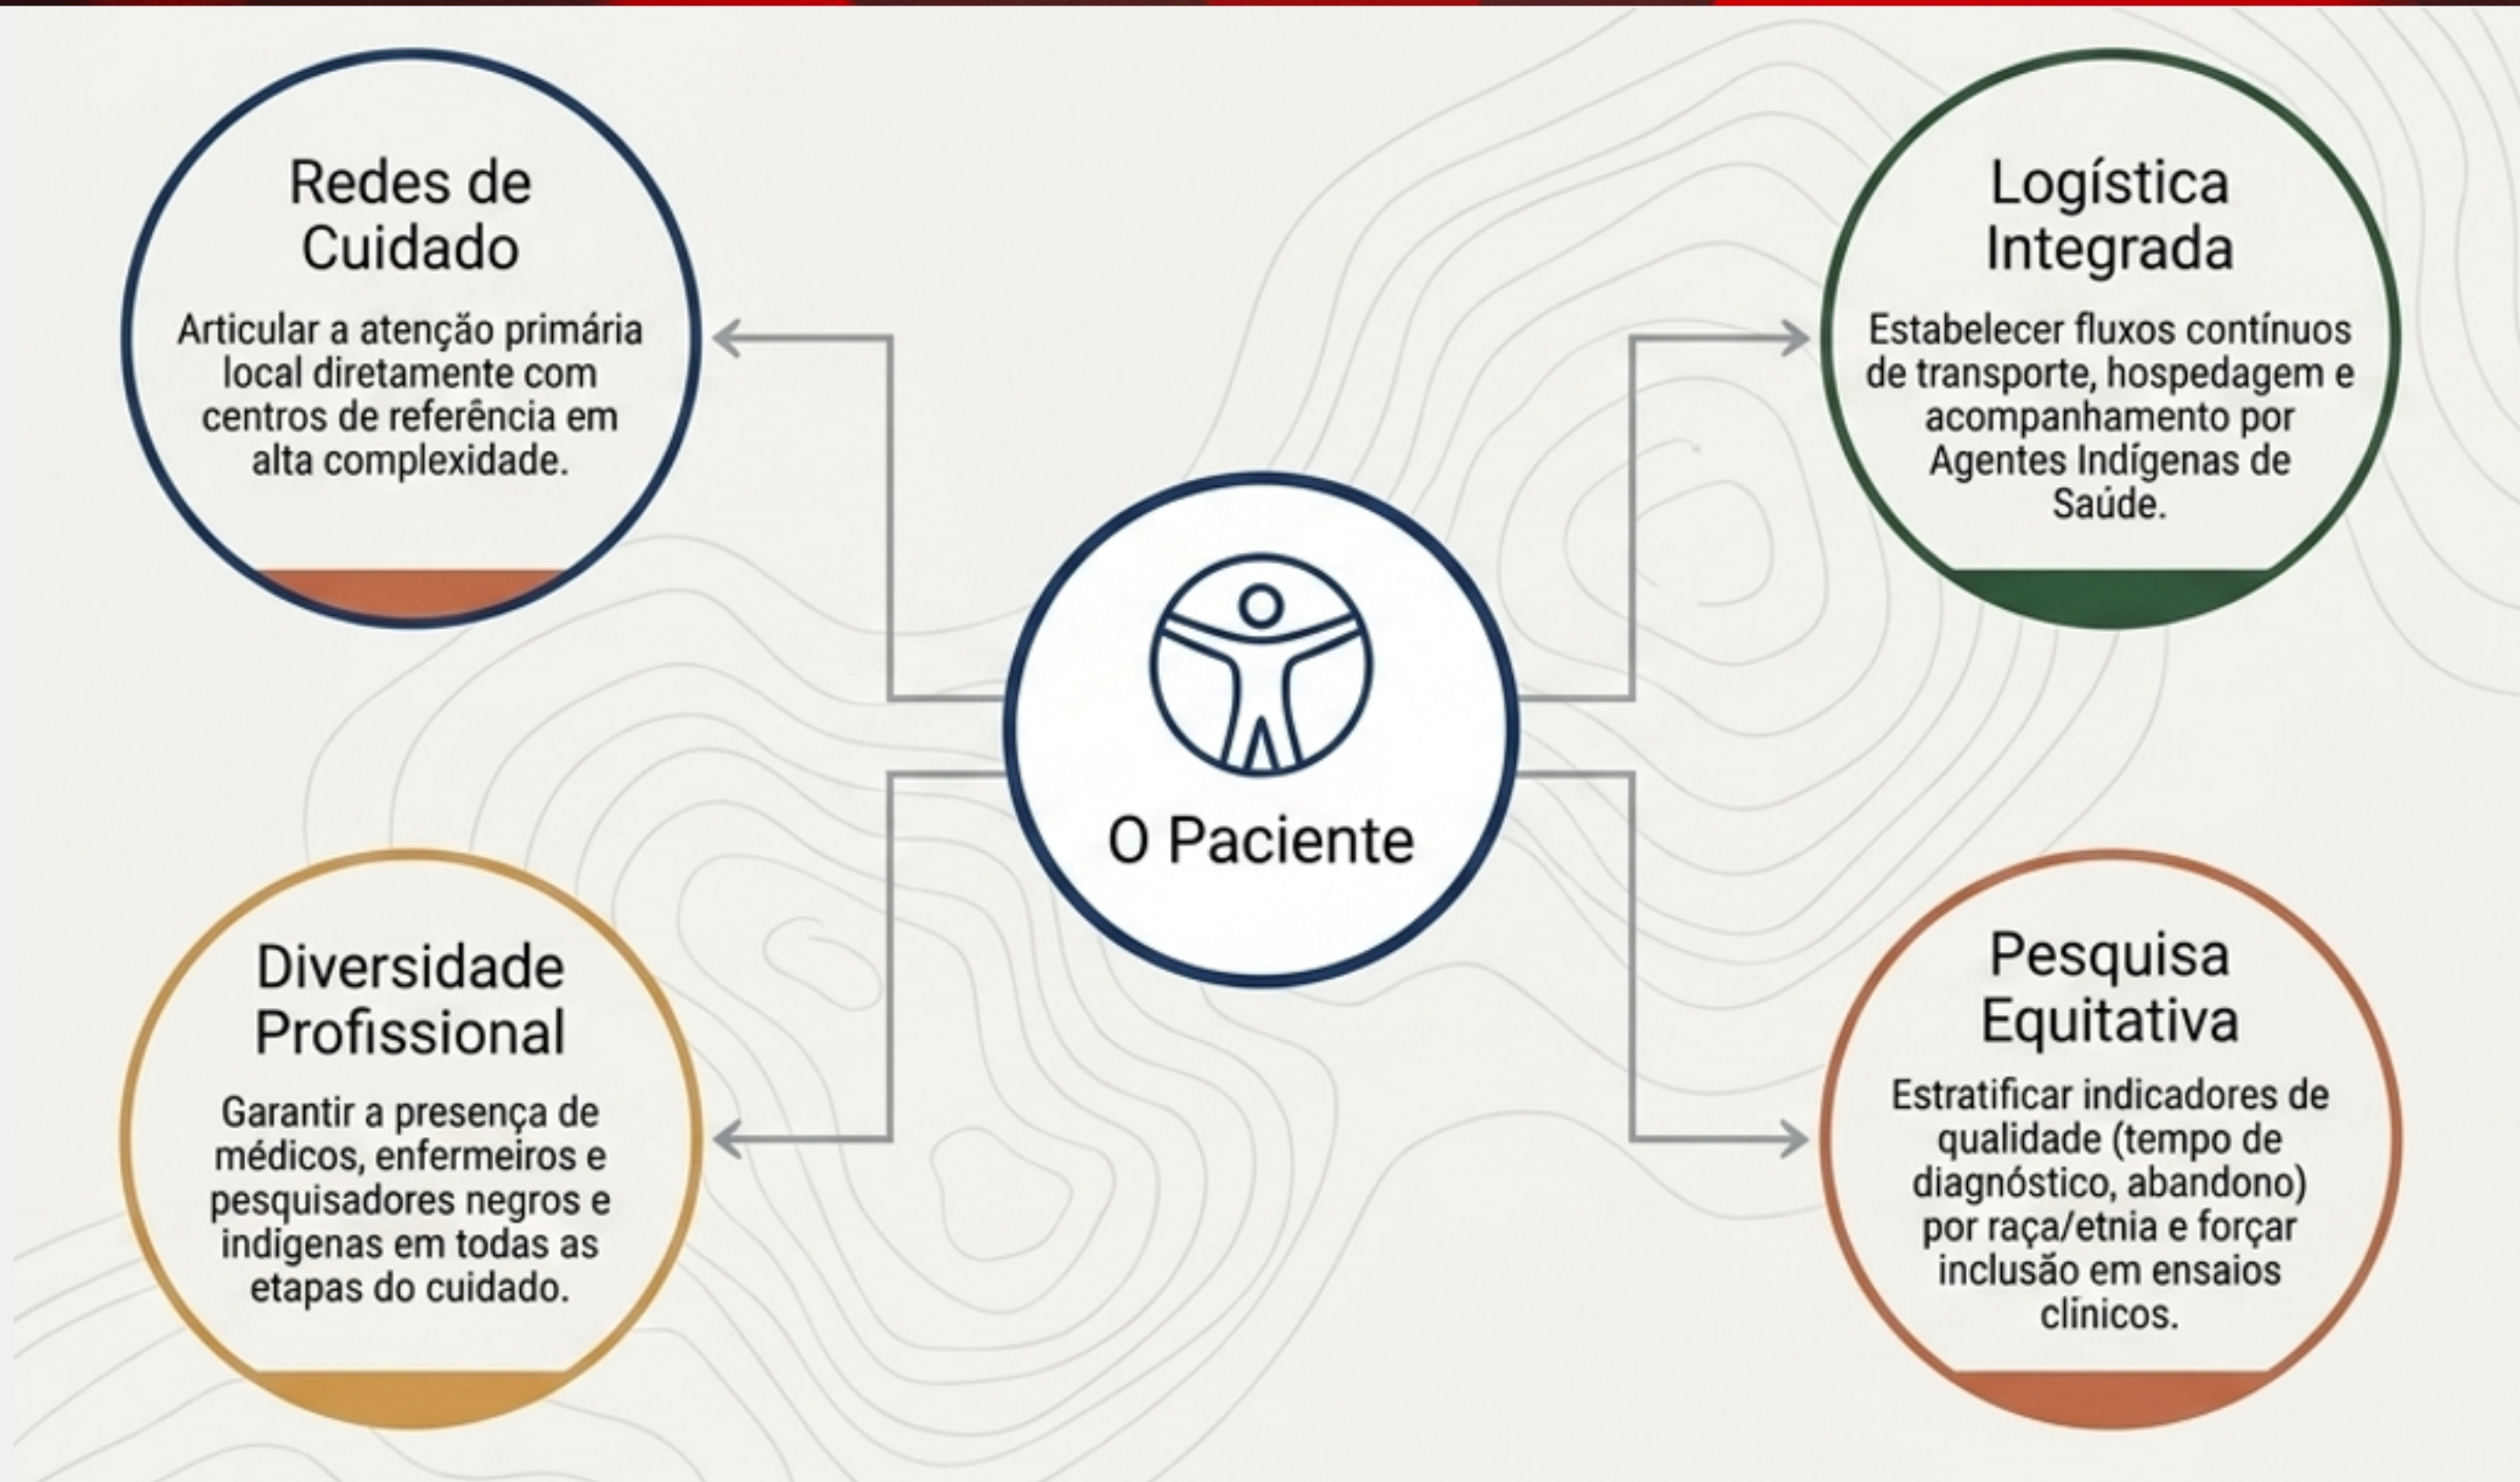 Redes de
Cuidado
Articular a atenção primária
local diretamente com
centros de referência em
alta complexidade.
Logística
Integrada
Estabelecer fluxos contínuos
de transporte, hospedagem e
acompanhamento por
Agentes Indígenas de
Saúde.
O Paciente
Diversidade
Profissional
Garantir a presença de
médicos, enfermeiros e
pesquisadores negros e
indígenas em todas as
etapas do cuidado.
Pesquisa
Equitativa
Estratificar indicadores de
qualidade (tempo de
diagnóstico, abandono)
por raça/etnia e forçar
inclusão em ensaios
clínicos.